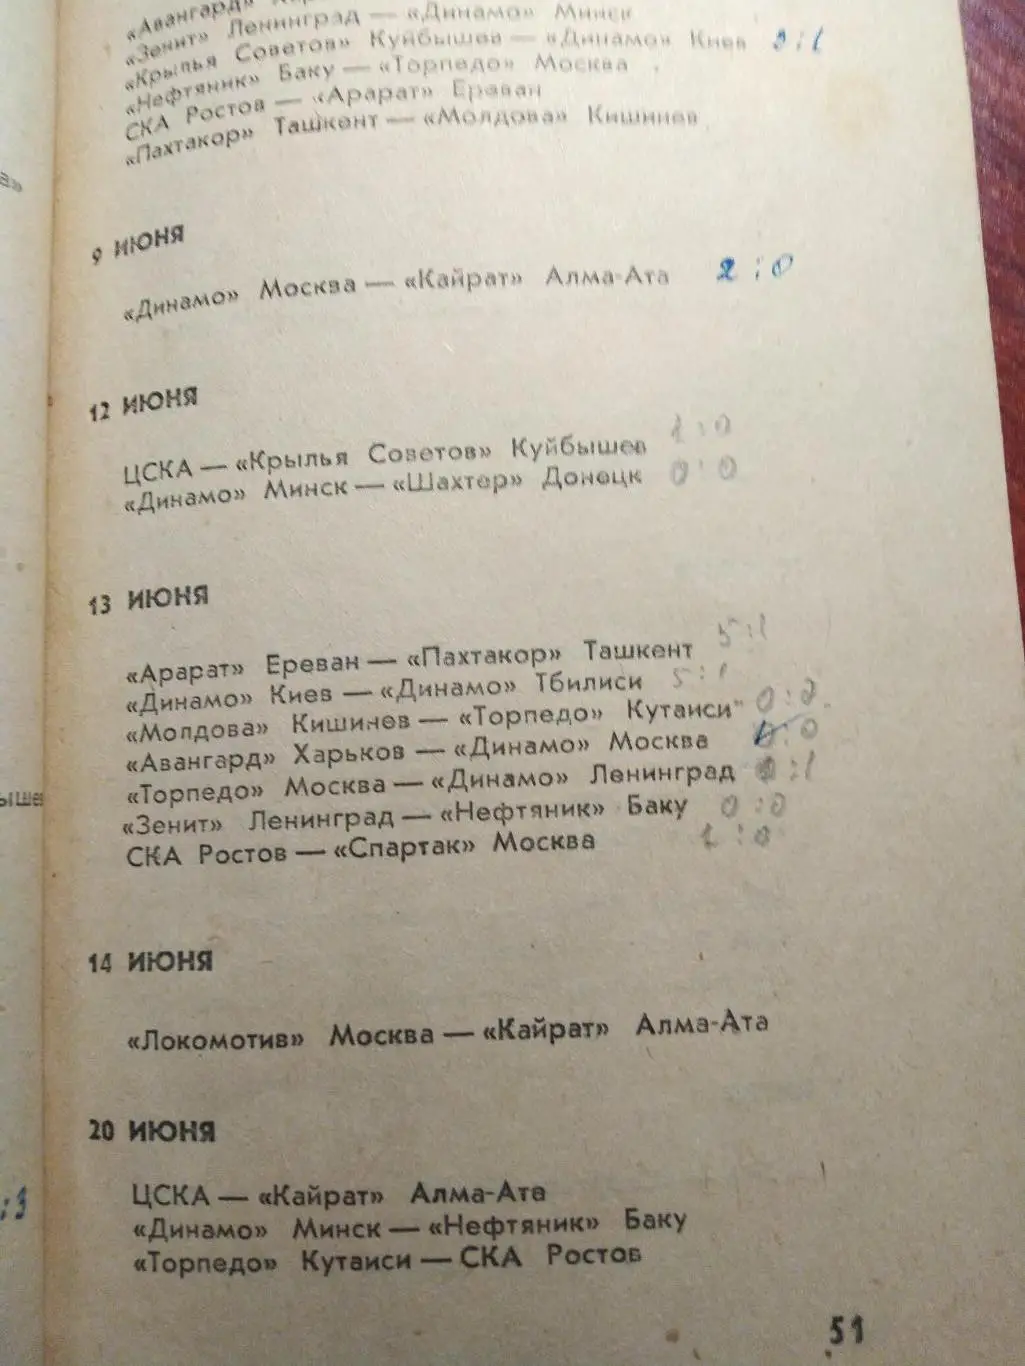 «Авангард»
«Зенит» Ленинград — «Динамо» Минск
«Крылья Советов» Куйбышев — «Динамо» Киев
«Нефтяник» Баку — «Торпедо» Москва
СКА Ростов — «Арарат» Ереван
«Пахтакор» Ташкент — «Молдова» Кишинев
а»
9 ИЮНЯ
«Динамо» Москва — «Кайрат» Алма-Ата 2:0
12 ИЮНЯ
ЦСКА — «Крылья Советов» Куйбышев 1:0
«Динамо» Минск — «Шахтер» Донецк 0:0
13 ИЮНЯ
«Арарат» Ереван — «Пахтакор» Ташкент 5:1
«Динамо» Киев — «Динамо» Тбилиси 5:1
«Молдова» Кишинев — «Торпедо» Кутаиси
«Авангард» Харьков — «Динамо» Москва
«Торпедо» Москва — «Динамо» Ленинград
ыше
«Зенит» Ленинград — «Нефтяник» Баку 0:0
СКА Ростов — «Спартак» Москва 1:0
14 ИЮНЯ
«Локомотив» Москва — «Кайрат» Алма-Ата
20 ИЮНЯ
ЦСКА — «Кайрат» Алма-Ата
:3
«Динамо» Минск — «Нефтяник» Баку
«Торпедо» Кутаиси — СКА Ростов
51